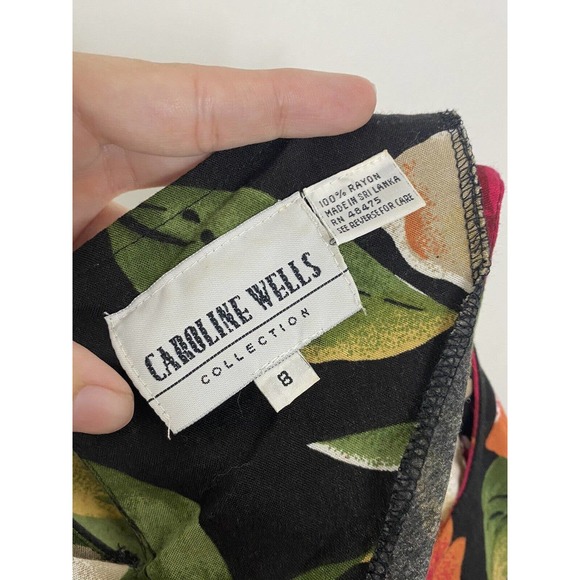 100% RAYON
MADE IN SRI LANKA
RN 48475
SEE REVERSE FOR CARE
CAROLINE WELLS
COLLECTION
8